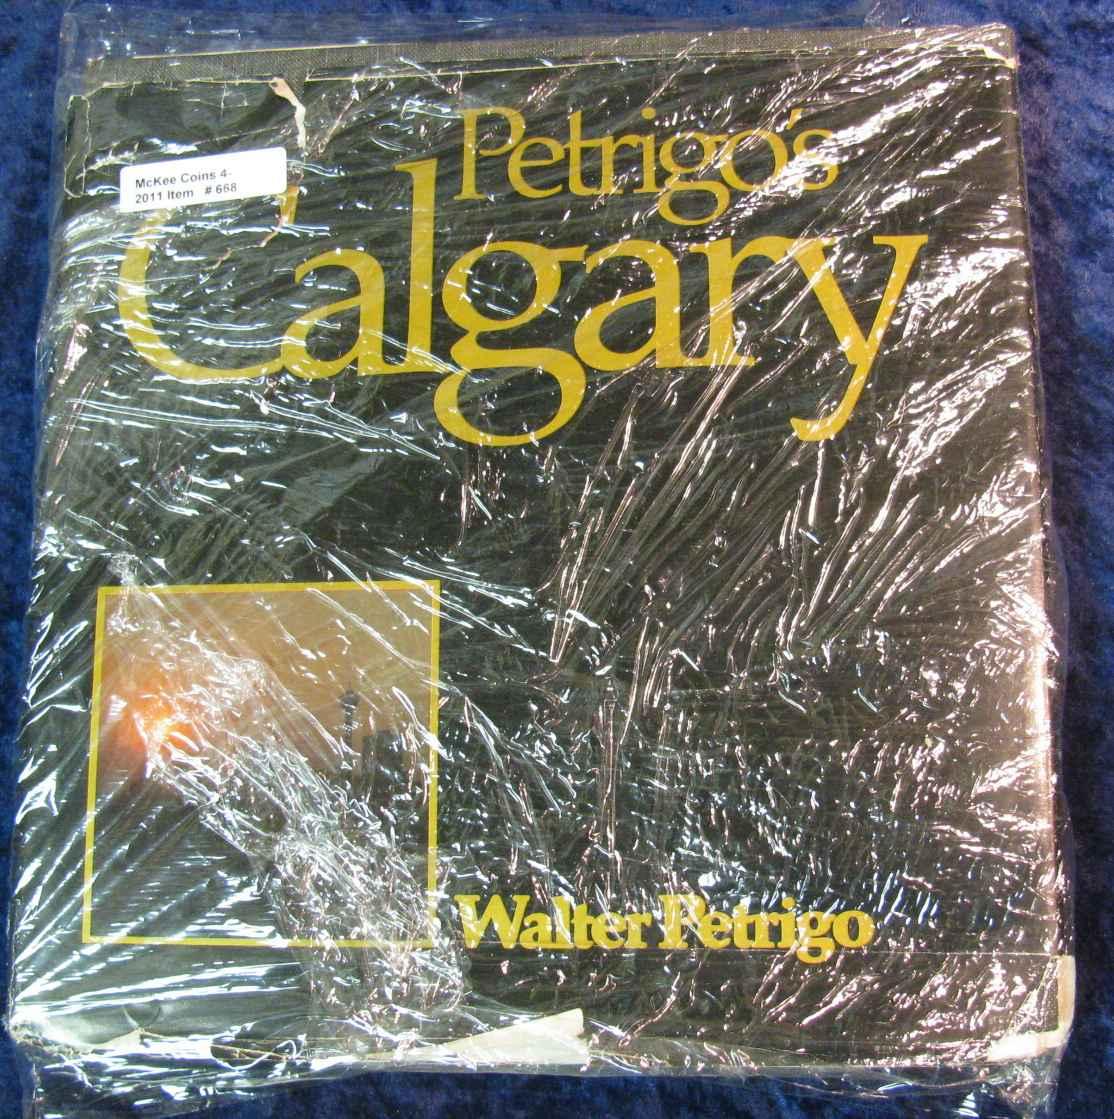 Petrigo's
McKee Coins 4-
2011 Item # 668
Calgary
Walter Petrigo